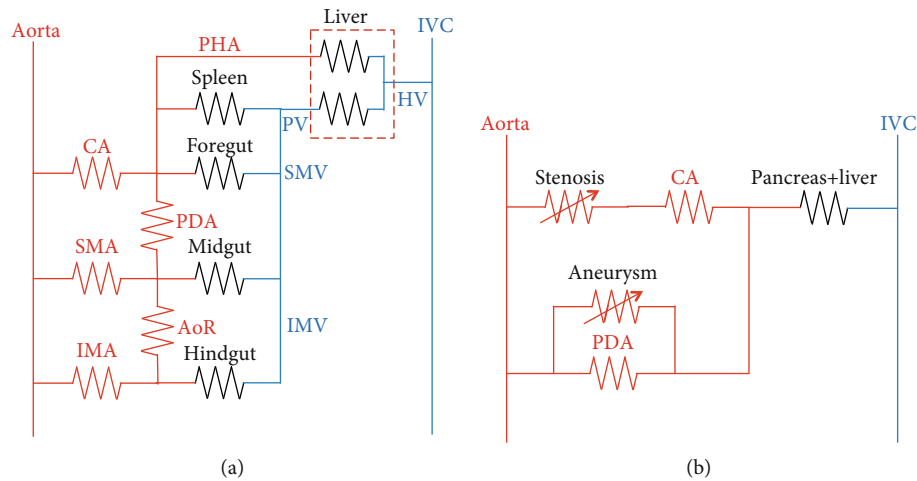 Aorta
PHA
Liver
IVC
Spleen
PV
HV
CA
Foregut
SMV
PDA
SMA
Midgut
AoR
IMV
IMA
Hindgut
(a)
Aorta
IVC
Stenosis
CA
Pancreas+liver
Aneurysm
PDA
(b)